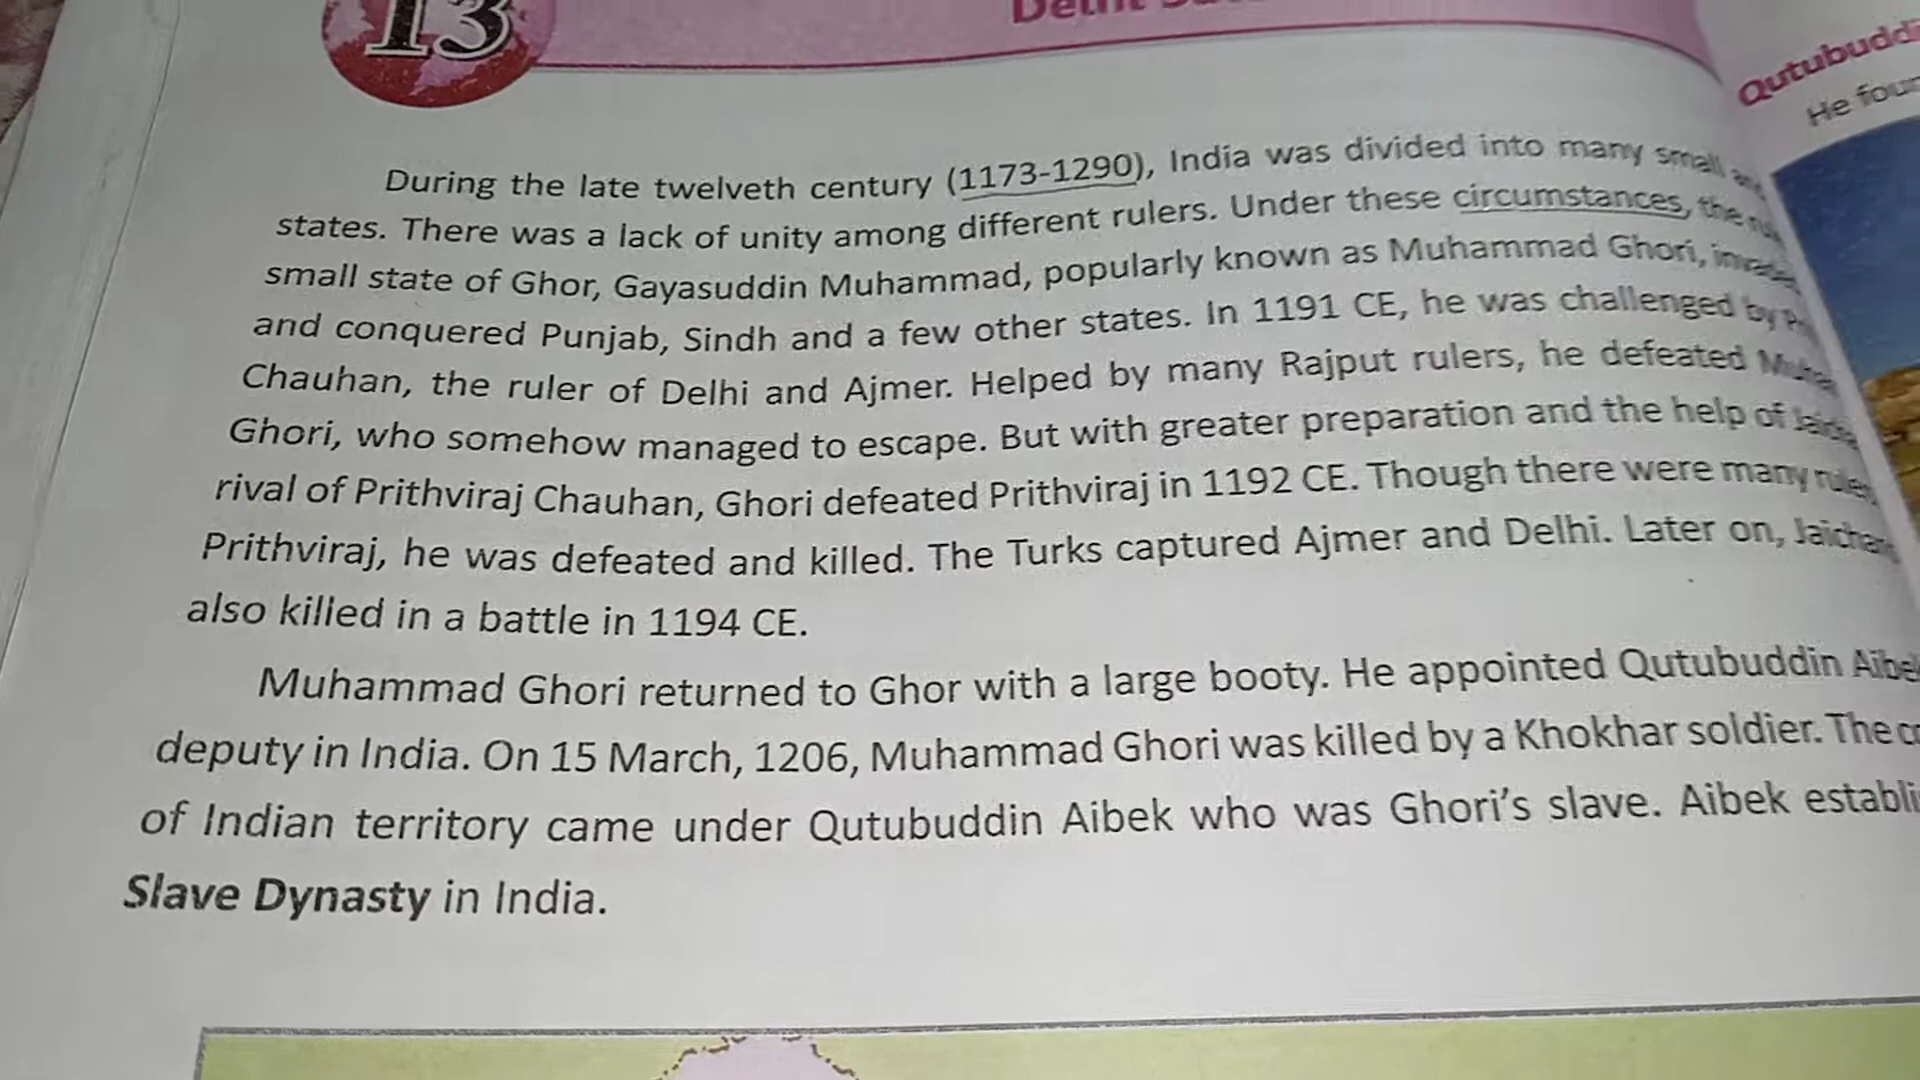 13
During the late twelveth century (1173-1290), India was divided into many small
states. There was a lack of unity among different rulers. Under these circumstances, the
small state of Ghor, Gayasuddin Muhammad, popularly known as Muhammad Ghori,
and conquered Punjab, Sindh and a few other states. In 1191 CE, he was challenged by
Chauhan, the ruler of Delhi and Ajmer. Helped by many Rajput rulers, he defeated
Ghori, who somehow managed to escape. But with greater preparation and the help of
rival of Prithviraj Chauhan, Ghori defeated Prithviraj in 1192 CE. Though there were many
Prithviraj, he was defeated and killed. The Turks captured Ajmer and Delhi. Later on,
also killed in a battle in 1194 CE.
Muhammad Ghori returned to Ghor with a large booty. He appointed Qutubuddin
deputy in India. On 15 March, 1206, Muhammad Ghori was killed by a Khokhar soldier. The
of Indian territory came under Qutubuddin Aibek who was Ghori's slave. Aibek
Slave Dynasty in India.
He